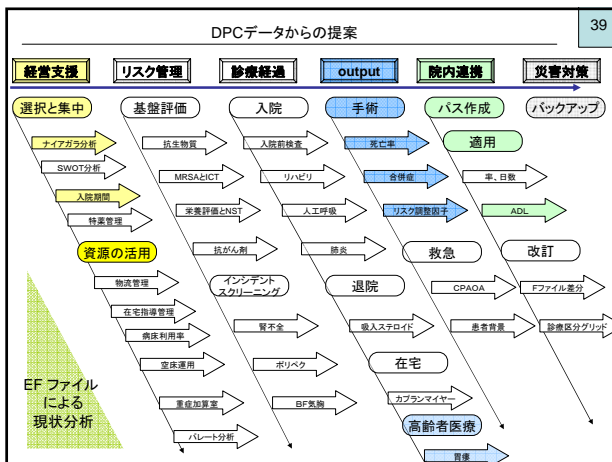 DPCデータからの提案
39
経営支援
リスク管理
診療経過
output
院内連携
災害対策
選択と集中
基盤評価
入院
手術
パス作成
バックアップ
ナイアガラ分析
抗生物質
入院前検査
死亡率
適用
SWOT分析
MRSAとICT
リハビリ
合併症
率、日数
入院期間
栄養評価とNST
人工呼吸
リスク調整因子
ADL
特薬管理
抗がん剤
肺炎
救急
改訂
資源の活用
インシデント
スクリーニング
退院
物流管理
CPAOA
Fファイル差分
在宅指導管理
腎不全
吸入ステロイド
患者背景
診療区分グリッド
病床利用率
空床運用
ポリペク
在宅
EF ファイル
による
現状分析
重症加算室
BF気胸
カプランマイヤー
パレート分析
高齢者医療
胃瘻